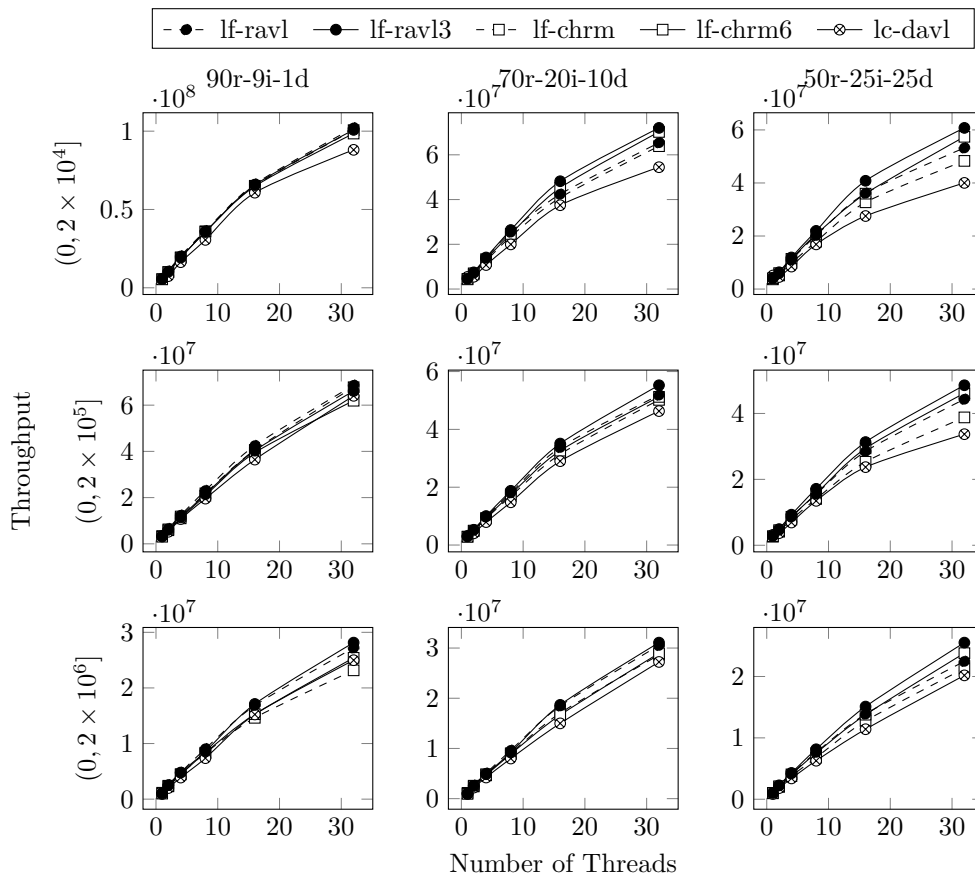 lf-ravl lf-ravl3 lf-chrm lf-chrm6 lc-davl
90r-9i-1d 70r-20i-10d 50r-25i-25d
·10^8 ·10^7 ·10^7
(0, 2 × 10^4)
1
0.5
0
0 10 20 30
6
4
2
0
0 10 20 30
6
4
2
0
0 10 20 30
Throughput
(0, 2 × 10^5)
·10^7
6
4
2
0
0 10 20 30
·10^7
6
4
2
0
0 10 20 30
·10^7
4
2
0
0 10 20 30
(0, 2 × 10^6)
·10^7
3
2
1
0
0 10 20 30
·10^7
3
2
1
0
0 10 20 30
·10^7
2
1
0
0 10 20 30
Number of Threads